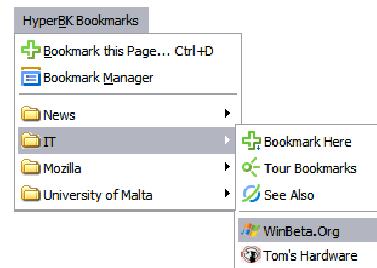 HyperBK Bookmarks
Bookmark this Page... Ctrl+D
Bookmark Manager
News
IT
Mozilla
University of Malta
Bookmark Here
Tour Bookmarks
See Also
WinBeta.Org
Tom's Hardware